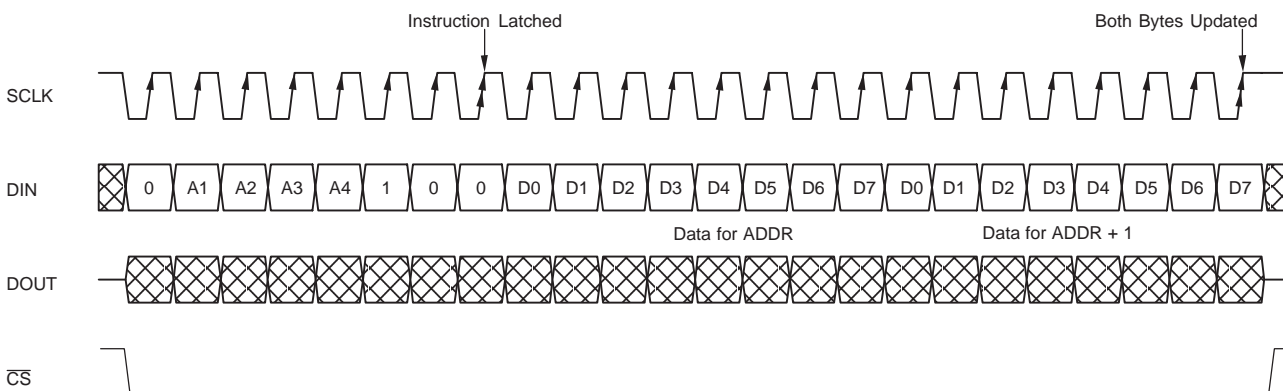 Instruction Latched Both Bytes Updated
SCLK
DIN 0 A1 A2 A3 A4 1 0 0 D0 D1 D2 D3 D4 D5 D6 D7 D0 D1 D2 D3 D4 D5 D6 D7
Data for ADDR Data for ADDR + 1
DOUT
C̅S̅